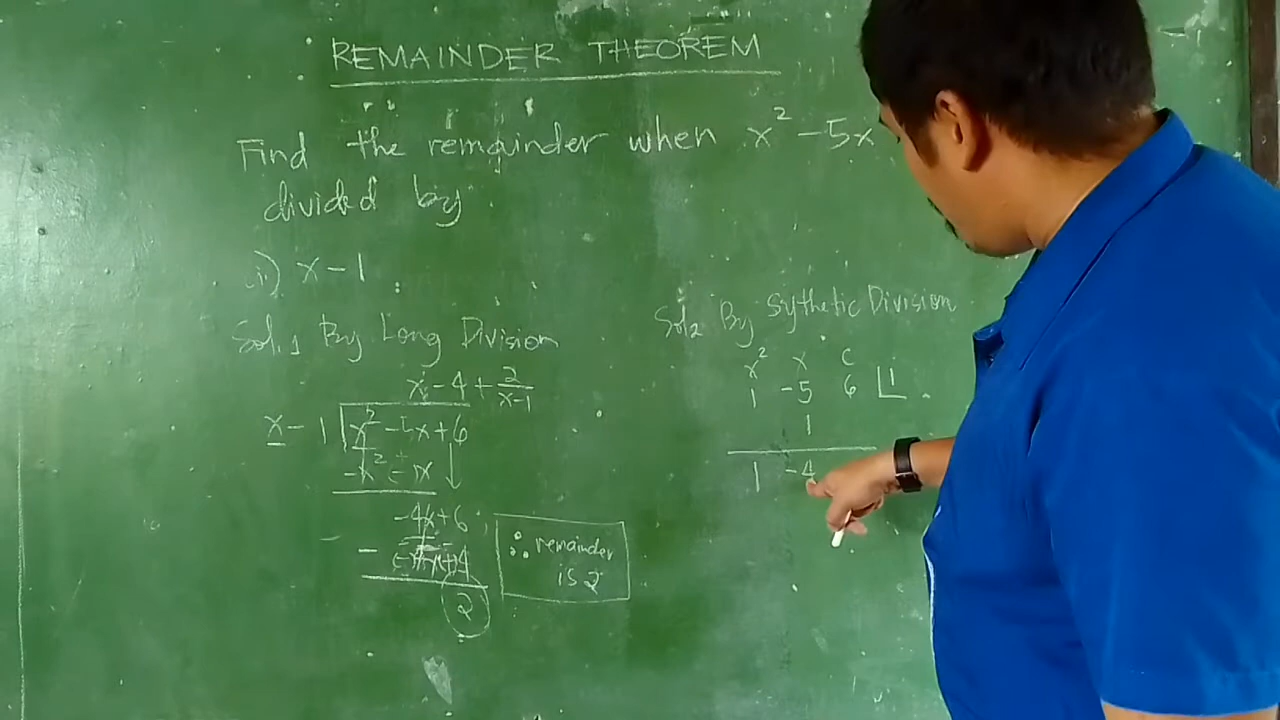 REMAINDER THEOREM
Find the remainder when x² - 5x
divided by
i) x - 1
Sol. 1 By Long Division
x - 4 + 2/(x-1)
x - 1 x² - 5x + 6
-x² - 1x
-4x + 6
2
∴ remainder
is 2
Sol 2 By Sythetic Division
x² x c
1 -5 6 1
1
1 -4